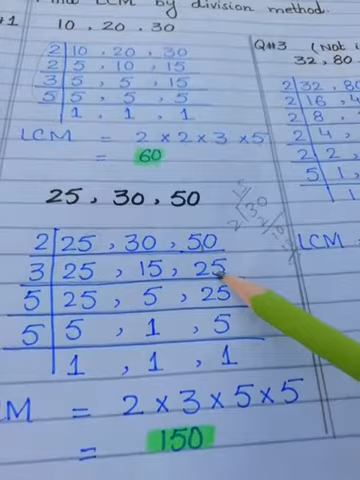 LCM by division method.
#1 10, 20, 30
2 | 10, 20, 30
2 | 5, 10, 15
3 | 5, 5, 15
5 | 5, 5, 5
1, 1, 1
LCM = 2 × 2 × 3 × 5
= 60
25, 30, 50
2 | 25, 30, 50
3 | 25, 15, 25
5 | 25, 5, 25
5 | 5, 1, 5
1, 1, 1
CM = 2 × 3 × 5 × 5
= 150
Q#3 (Not
32, 80
2 | 32, 80
2 | 16, 4
2 | 8,
2 | 4,
2 | 2,
5 | 1,
1
LCM =